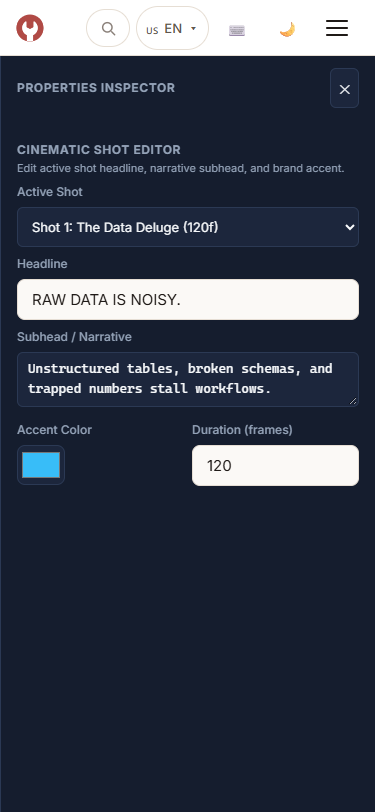 US EN
PROPERTIES INSPECTOR
CINEMATIC SHOT EDITOR
Edit active shot headline, narrative subhead, and brand accent.
Active Shot
Shot 1: The Data Deluge (120f)
Headline
RAW DATA IS NOISY.
Subhead / Narrative
Unstructured tables, broken schemas, and
trapped numbers stall workflows.
Accent Color
Duration (frames)
120